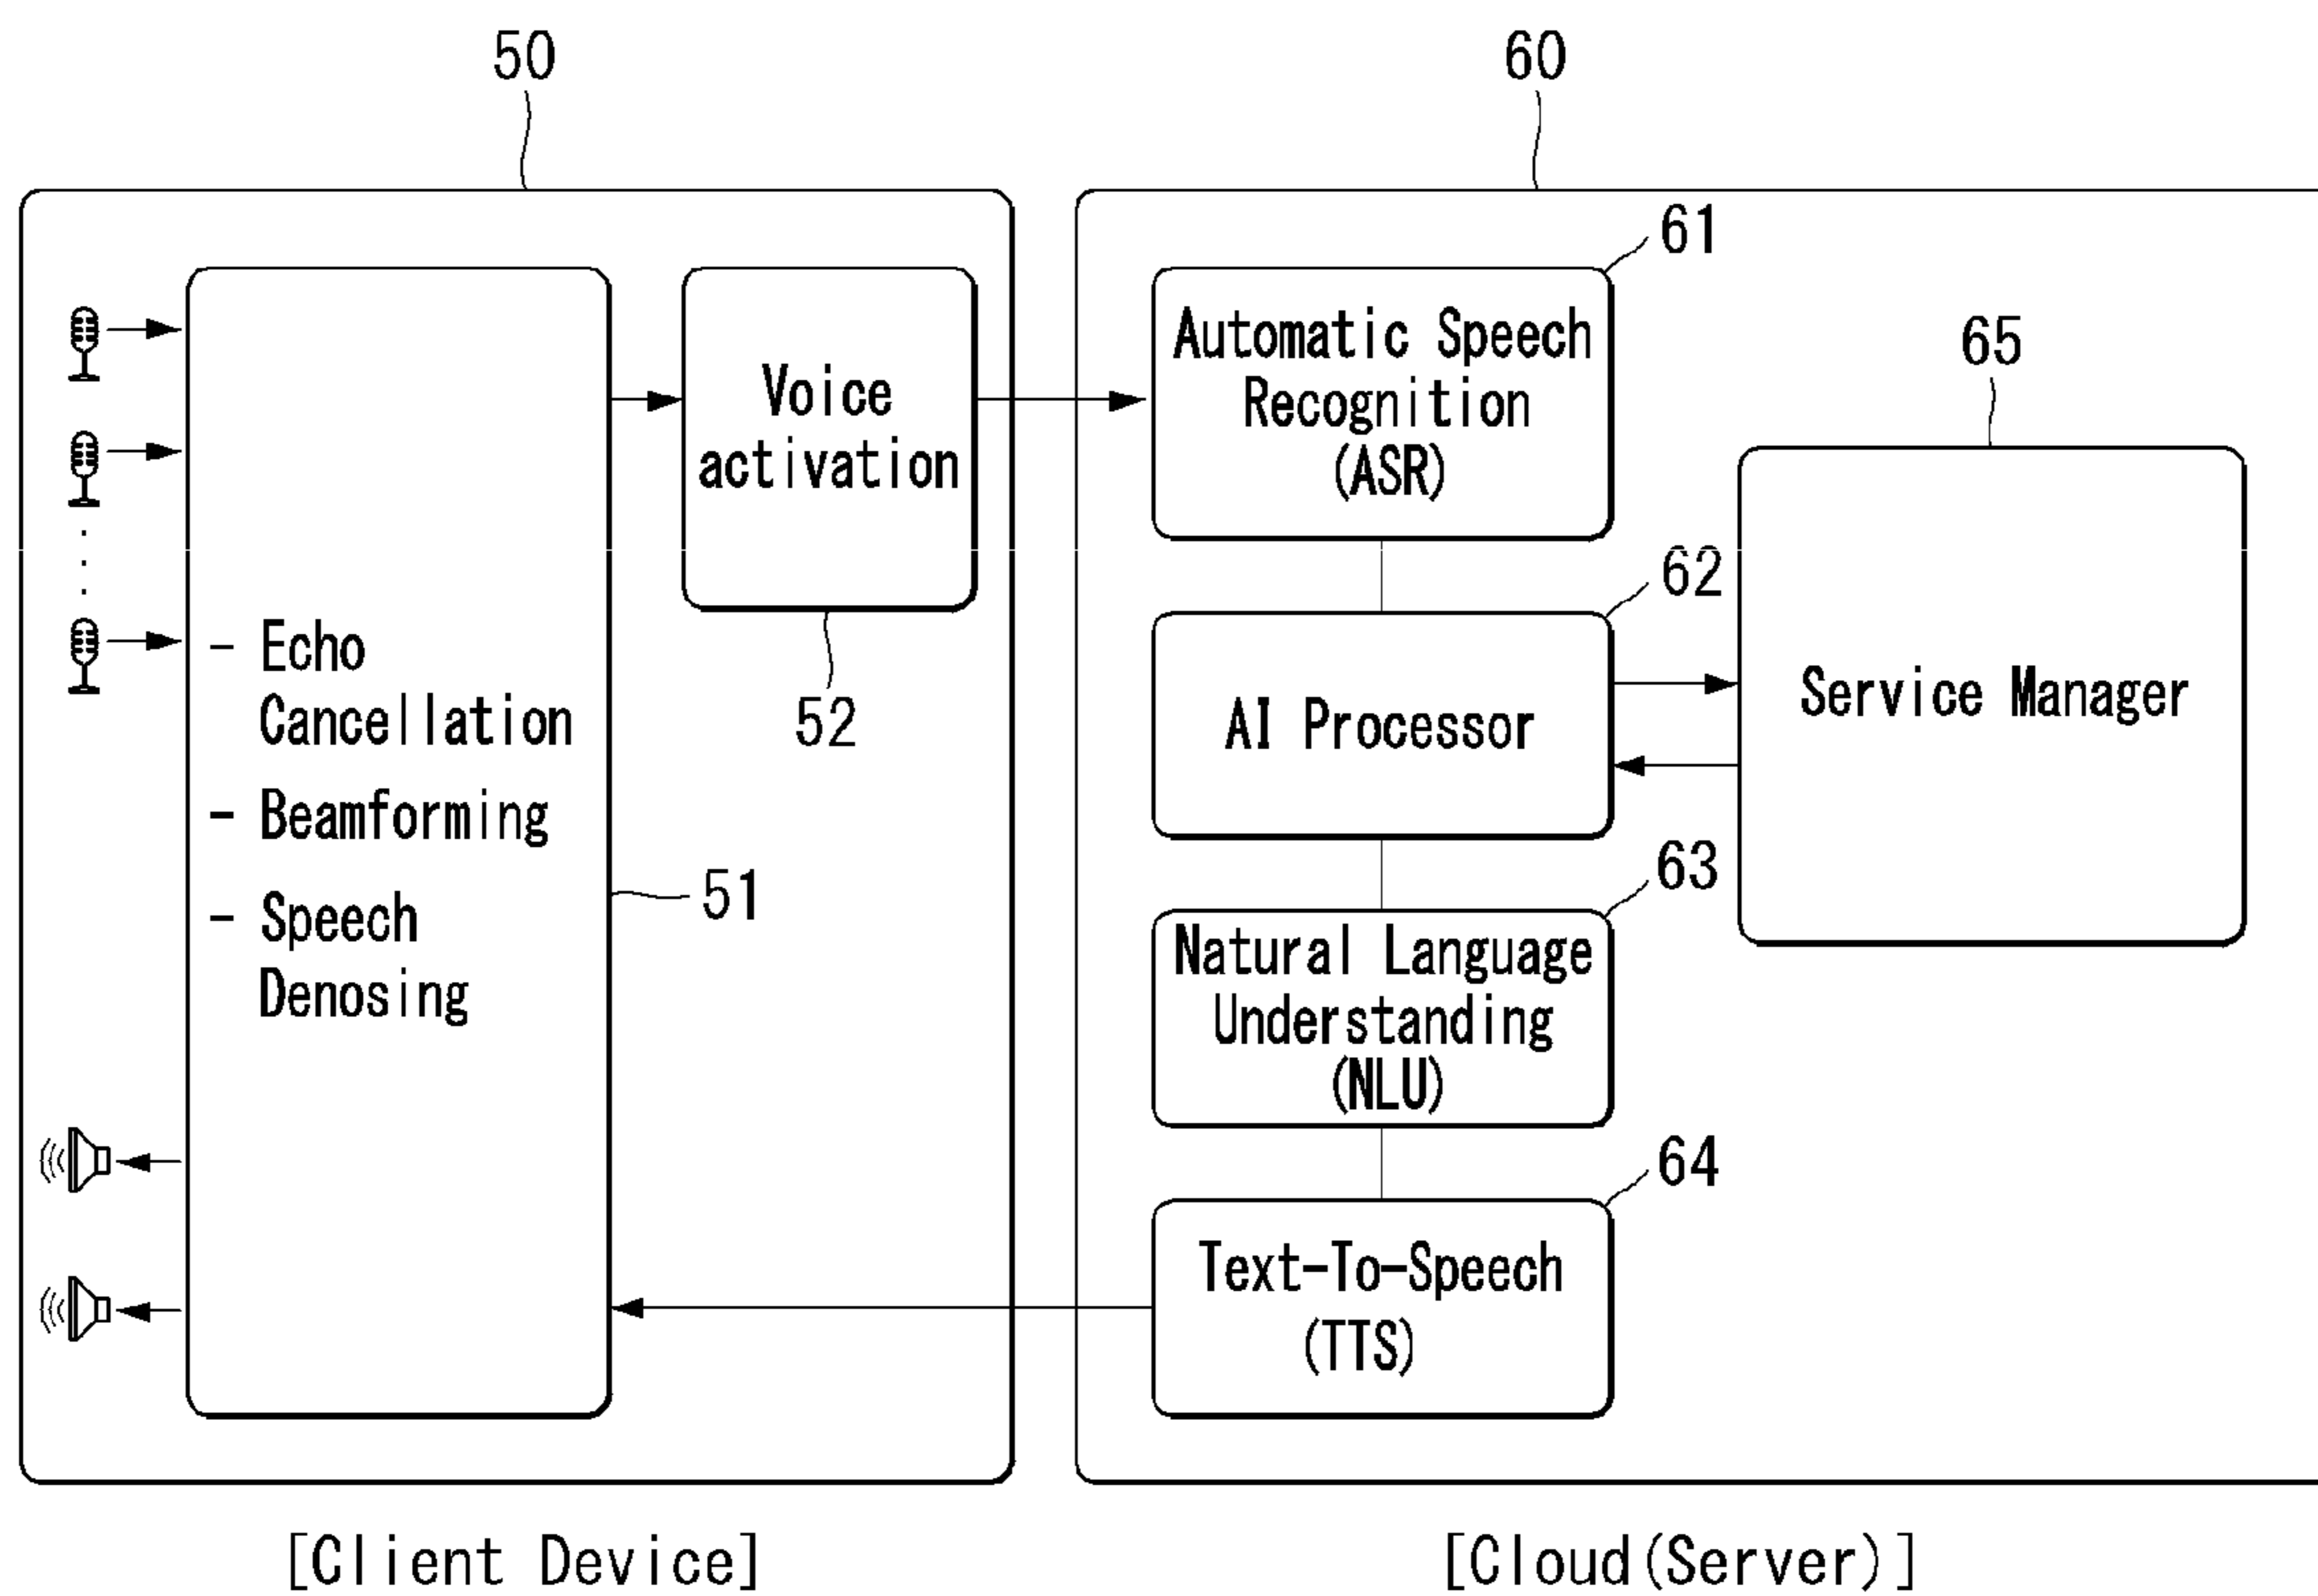 50
60
61
Automatic Speech
Recognition
(ASR)
Voice
activation
52
65
Service Manager
62
AI Processor
- Echo
Cancellation
- Beamforming
- Speech
Denosing
51
63
Natural Language
Understanding
(NLU)
64
Text-To-Speech
(TTS)
[Client Device]
[Cloud(Server)]